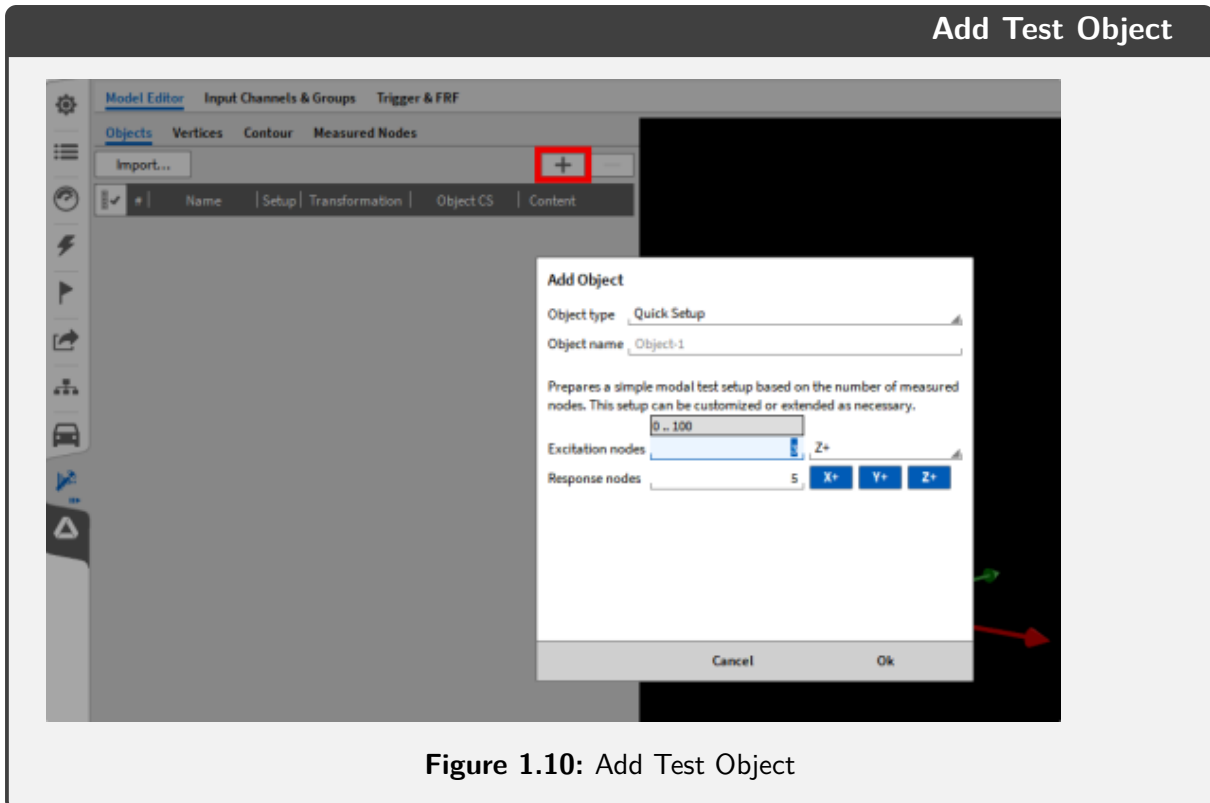 Add Test Object
Model Editor Input Channels & Groups Trigger & FRF
Objects Vertices Contour Measured Nodes
Import... +
# Name Setup Transformation Object CS Content
Add Object
Object type Quick Setup
Object name Object-1
Prepares a simple modal test setup based on the number of measured
nodes. This setup can be customized or extended as necessary.
0 .. 100
Excitation nodes Z+
Response nodes 5 X+ Y+ Z+
Cancel Ok
Figure 1.10: Add Test Object